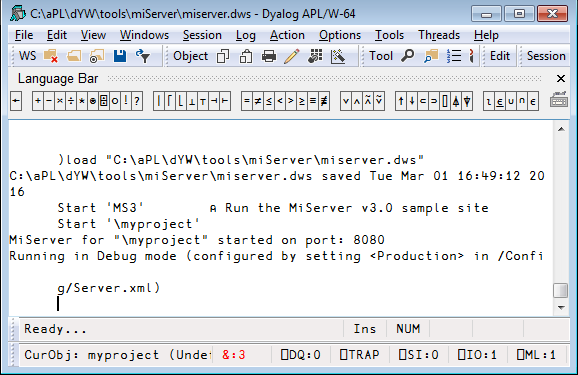 C:\aPL\dYW\tools\miServer\miserver.dws - Dyalog APL/W-64
File Edit View Windows Session Log Action Options Tools Threads Help
WS Object Tool Edit Session
Language Bar
← + - × ÷ * ⍟ ⌹ ○ ! ? | ⌈ ⌊ ⊥ ⊤ ⊣ ⊢ = ≠ ≤ < > ≥ ≡ ≢ ∨ ∧ ⍲ ⍱ ↑ ↓ ⊂ ⊃ ⌷ ⍋ ⍒ ⍳ ∊ ∪ ∩
)load "C:\aPL\dYW\tools\miServer\miserver.dws"
C:\aPL\dYW\tools\miServer\miserver.dws saved Tue Mar 01 16:49:12 20
16
Start 'MS3' ⍝ Run the MiServer v3.0 sample site
Start '\myproject'
MiServer for "\myproject" started on port: 8080
Running in Debug mode (configured by setting <Production> in /Confi
g/Server.xml)
Ready... Ins NUM
CurObj: myproject (Unde &:3 ⎕DQ:0 ⎕TRAP ⎕SI:0 ⎕IO:1 ⎕ML:1